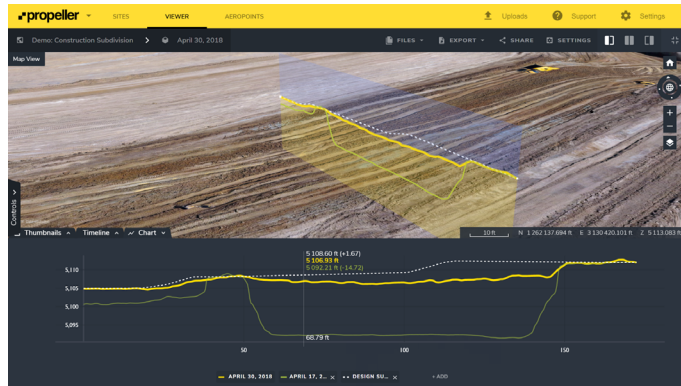 propeller
SITES
VIEWER
AEROPOINTS
Uploads
Support
Settings
Demo: Construction Subdivision
April 30, 2018
FILES
EXPORT
SHARE
SETTINGS
Map View
Controls
Thumbnails
Timeline
Chart
10 ft
N 1 262 137.694 ft E 3 130 420.101 ft Z 5 113.083 ft
5 108.60 ft (+1.67)
5 106.93 ft
5 092.21 ft (-14.72)
5,110
5,105
5,100
5,095
68.79 ft
50
100
150
APRIL 30, 2018
APRIL 17, 2... ×
DESIGN SU... ×
+ ADD